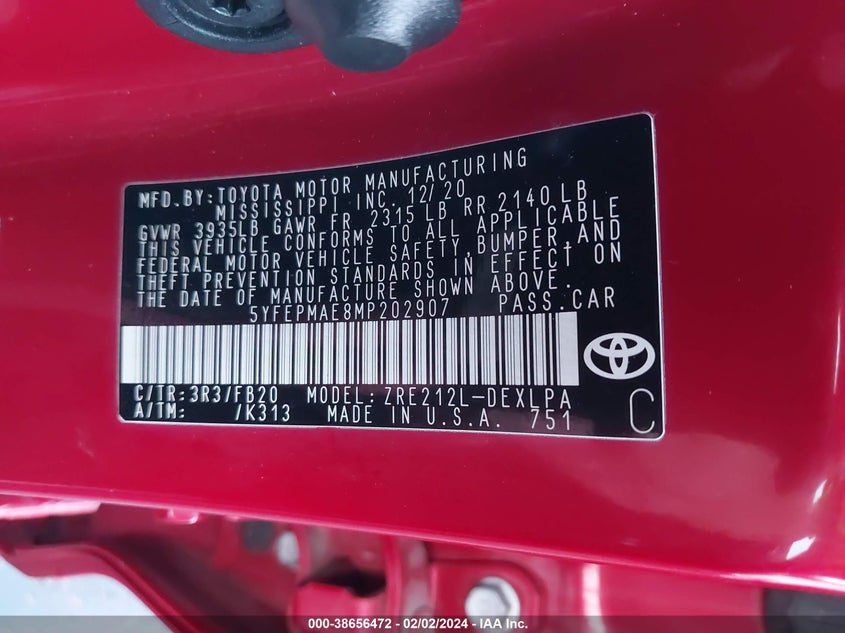 MFD.BY:TOYOTA MOTOR MANUFACTURING
MISSISSIPPI INC. 12/20
GVWR 3935LB GAWR FR 2315 LB RR 2140 LB
THIS VEHICLE CONFORMS TO ALL APPLICABLE
FEDERAL MOTOR VEHICLE SAFETY,BUMPER,AND
THEFT PREVENTION STANDARDS IN EFFECT ON
THE DATE OF MANUFACTURE SHOWN ABOVE.
5YFEPMAE8MP202907 PASS.CAR
C/TR:3R3/FB20 MODEL:ZRE212L-DEXLPA
A/TM: /K313 MADE IN U.S.A. 751
C
000-38656472 - 02/02/2024 - IAA Inc.